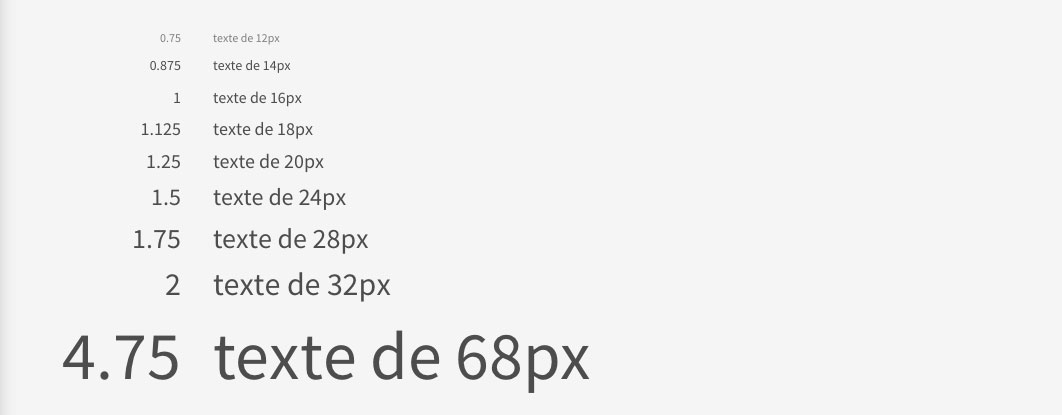 0.75 texte de 12px
0.875 texte de 14px
1 texte de 16px
1.125 texte de 18px
1.25 texte de 20px
1.5 texte de 24px
1.75 texte de 28px
2 texte de 32px
4.75 texte de 68px